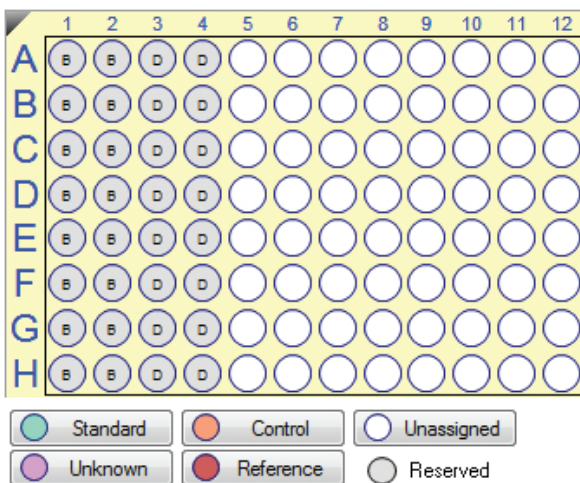 1 2 3 4 5 6 7 8 9 10 11 12
A B B D D
B B B D D
C B B D D
D B B D D
E B B D D
F B B D D
G B B D D
H B B D D
Standard Control Unassigned
Unknown Reference Reserved